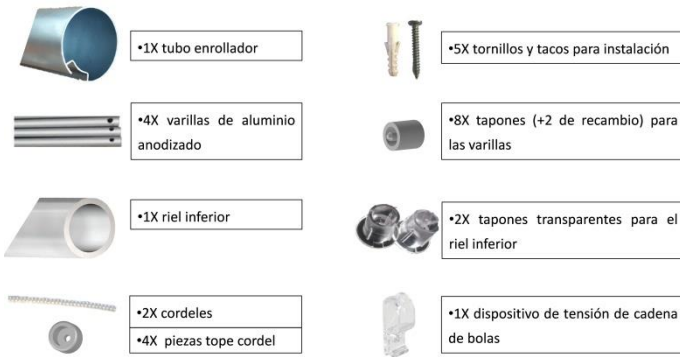 •1X tubo enrollador
•4X varillas de aluminio
anodizado
•1X riel inferior
•2X cordeles
•4X piezas tope cordel
•5X tornillos y tacos para instalación
•8X tapones (+2 de recambio) para
las varillas
•2X tapones transparentes para el
riel inferior
•1X dispositivo de tensión de cadena
de bolas